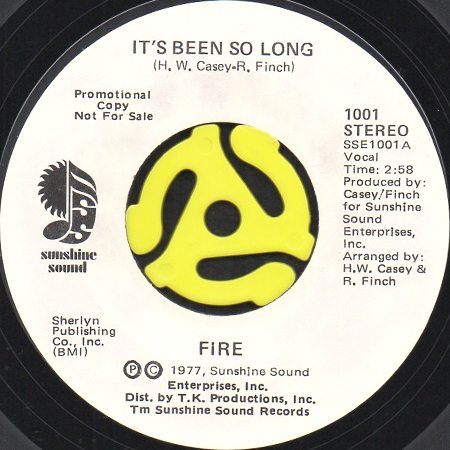 IT'S BEEN SO LONG
(H. W. Casey-R. Finch)
Promotional
Copy
Not For Sale
1001
STEREO
SSE1001A
Vocal
Time: 2:58
Produced by:
Casey/Finch
for Sunshine
Sound
Enterprises,
Inc.
Arranged by:
H.W. Casey &
R. Finch
SSS
sunshine
sound
Sherlyn
Publishing
Co., Inc.
(BMI)
FiRE
Ⓟ © 1977, Sunshine Sound
Enterprises, Inc.
Dist. by T.K. Productions, Inc.
Tm Sunshine Sound Records